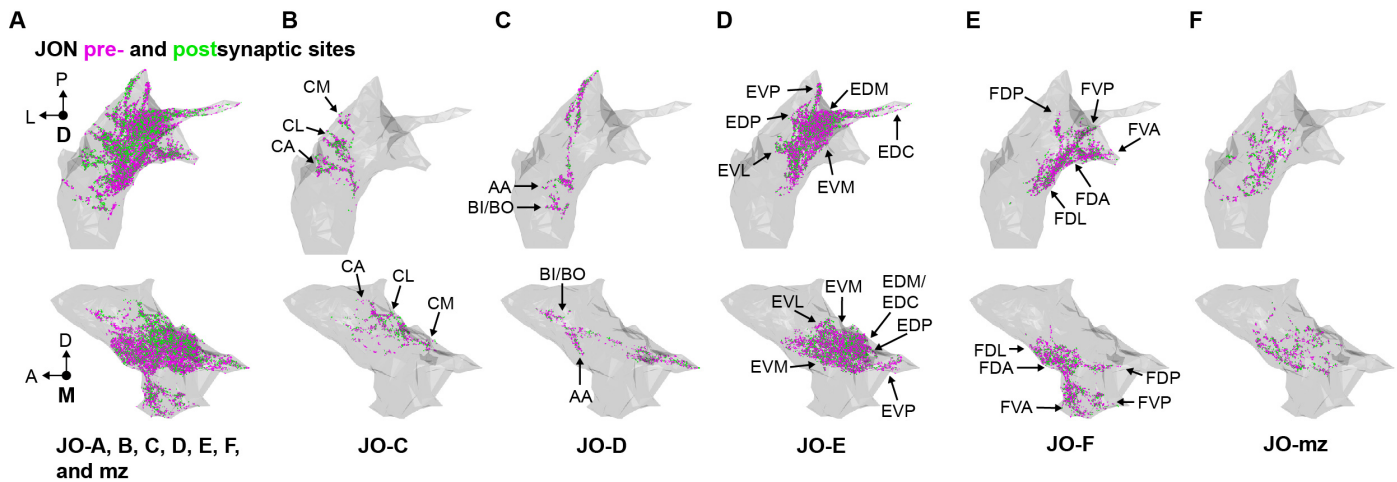 A
B
C
D
E
F
JON pre- and postsynaptic sites
P
L
D
CM
CL
CA
AA
BI/BO
EVP
EDM
EDP
EDC
EVL
EVM
FDP
FVP
FVA
FDA
FDL
D
A
M
CA
CL
CM
BI/BO
AA
EVL
EVM
EDM/
EDC
EDP
EVM
EVP
FDL
FDA
FDP
FVA
FVP
JO-A, B, C, D, E, F,
and mz
JO-C
JO-D
JO-E
JO-F
JO-mz